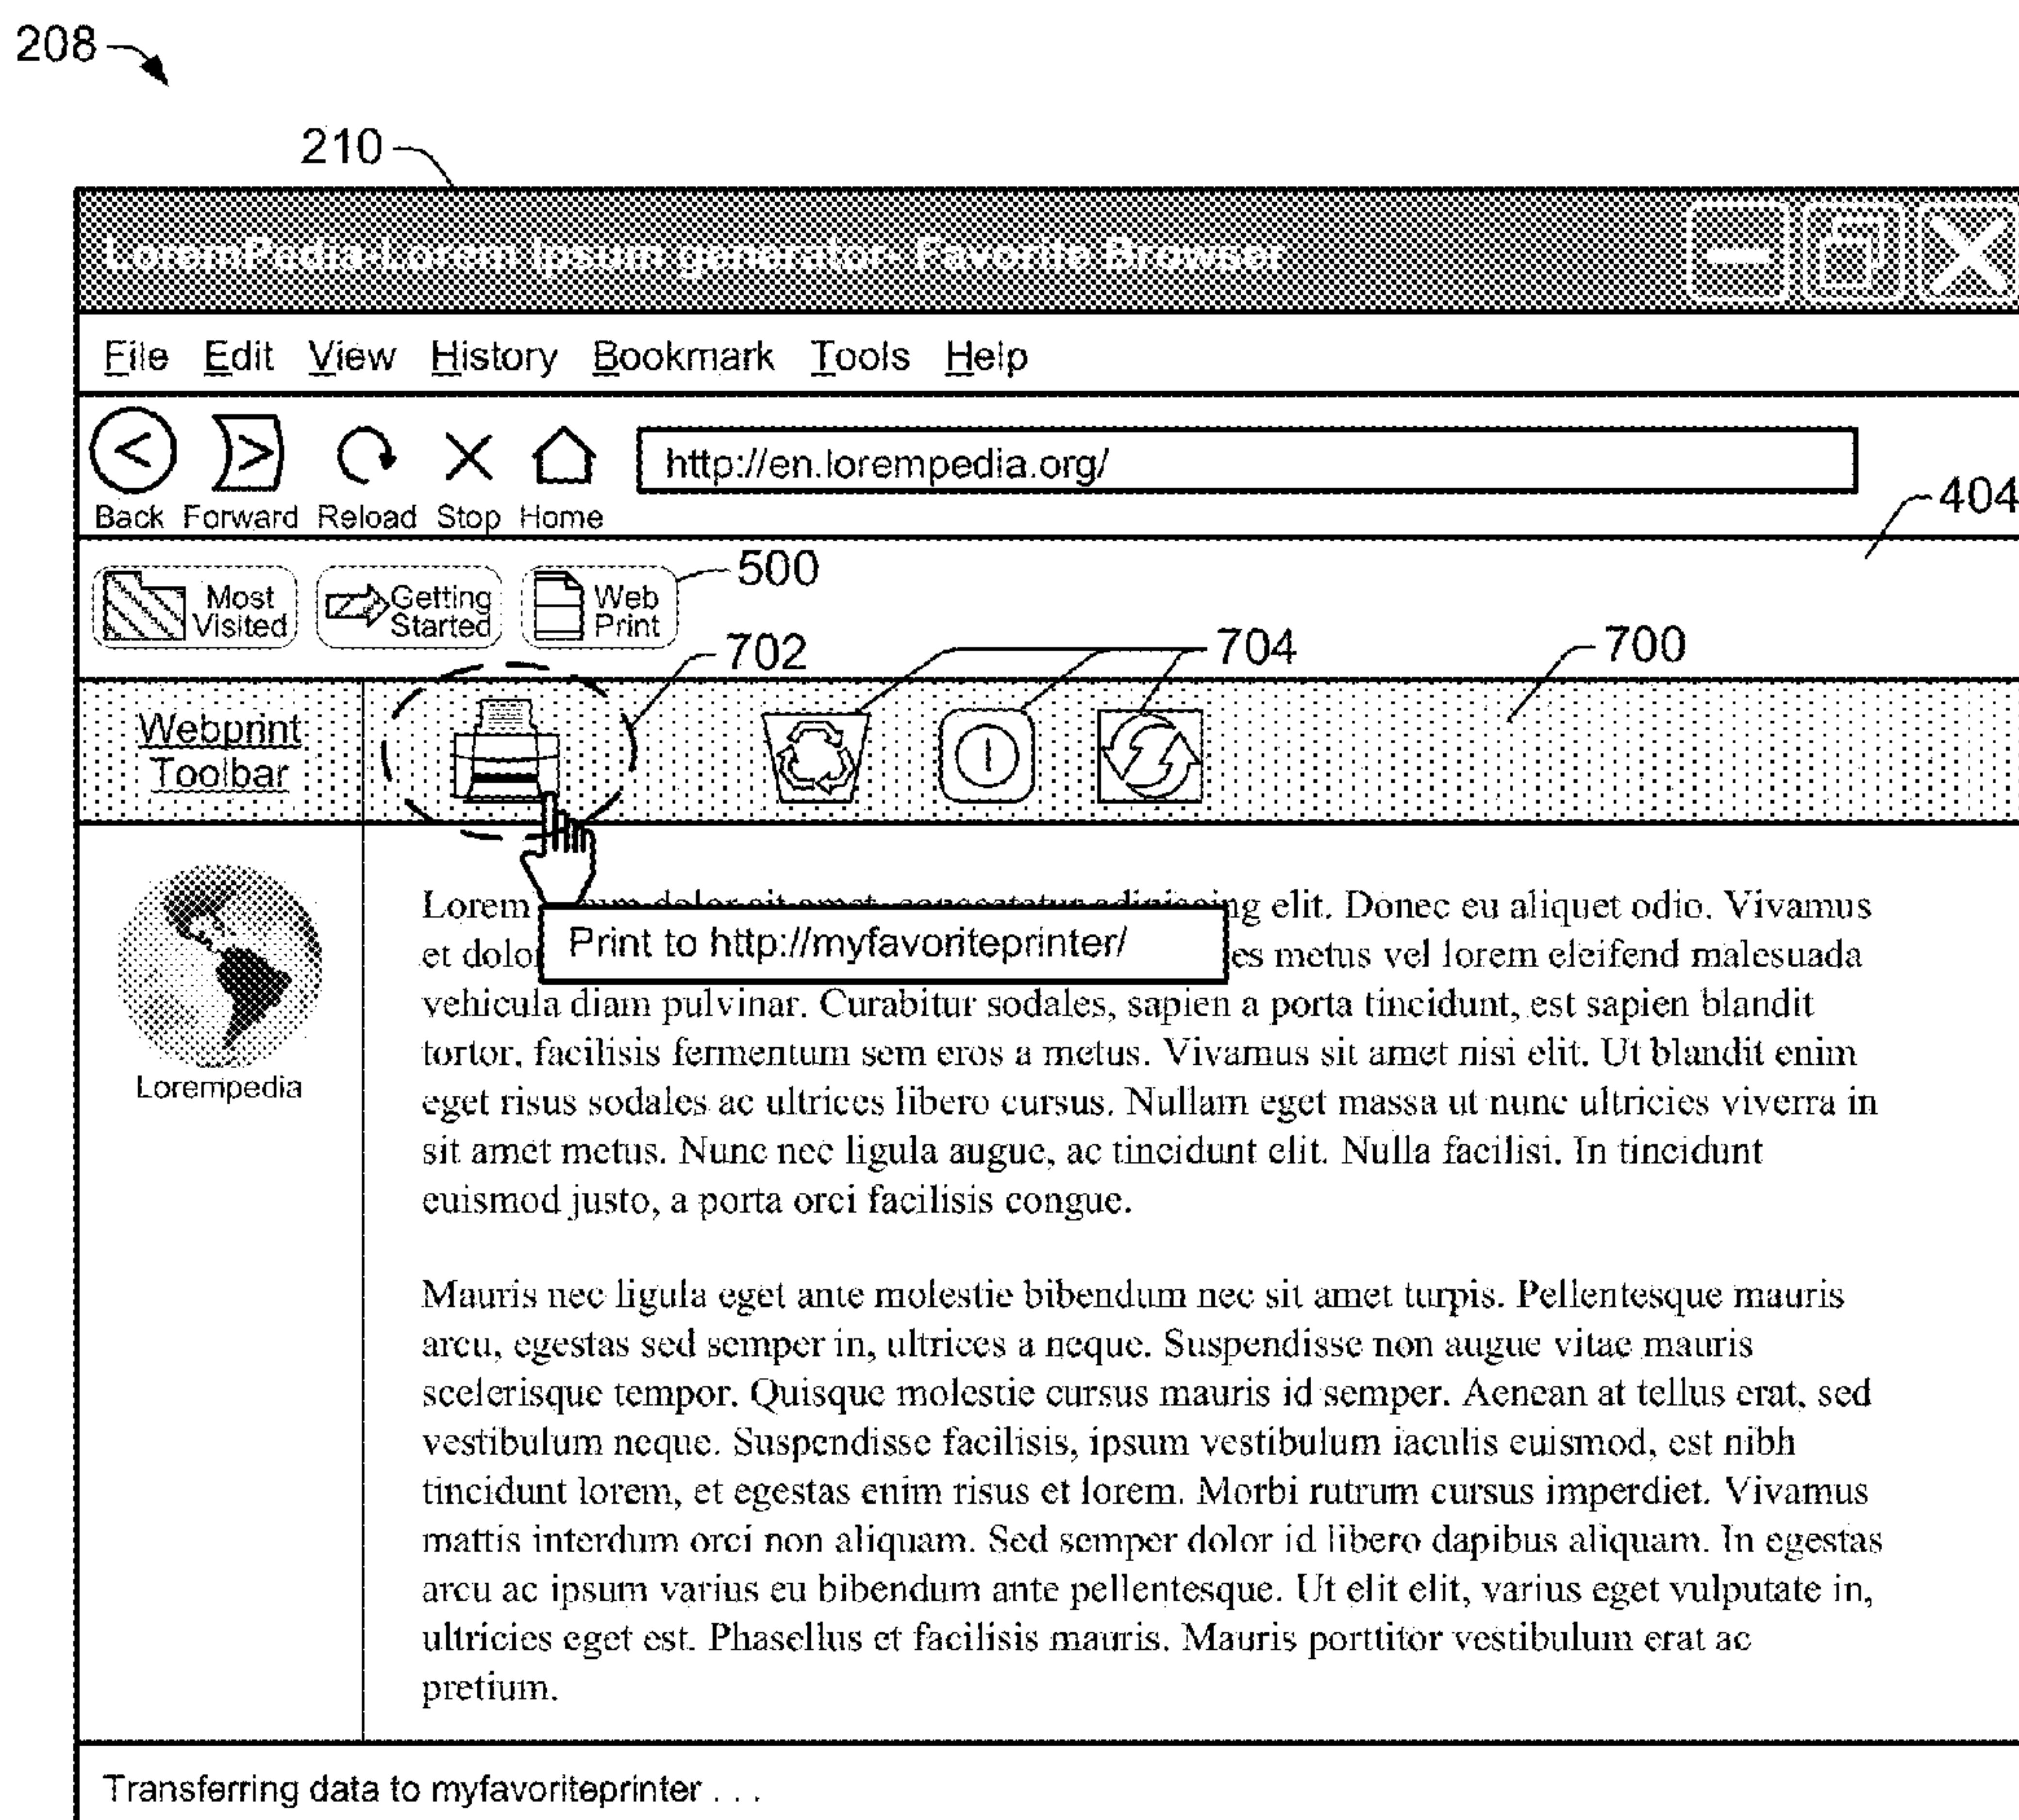 208
210
LoremPedia-Lorem Ipsum generator- Favorite Browser
File Edit View History Bookmark Tools Help
http://en.lorempedia.org/
Back Forward Reload Stop Home
404
Most Visited
Getting Started
Web Print
500
702
704
700
Webprint
Toolbar
Lorempedia
Print to http://myfavoriteprinter/
Lorem dolor sit amet, consectetur adipiscing elit. Donec eu aliquet odio. Vivamus
et metus vel lorem eleifend malesuada
vehicula diam pulvinar. Curabitur sodales, sapien a porta tincidunt, est sapien blandit
tortor, facilisis fermentum sem eros a metus. Vivamus sit amet nisi elit. Ut blandit enim
eget risus sodales ac ultrices libero cursus. Nullam eget massa ut nunc ultricies viverra in
sit amet metus. Nunc nec ligula augue, ac tincidunt elit. Nulla facilisi. In tincidunt
euismod justo, a porta orci facilisis congue.
Mauris nec ligula eget ante molestie bibendum nec sit amet turpis. Pellentesque mauris
arcu, egestas sed semper in, ultrices a neque. Suspendisse non augue vitae mauris
scelerisque tempor. Quisque molestie cursus mauris id semper. Aenean at tellus erat, sed
vestibulum neque. Suspendisse facilisis, ipsum vestibulum iaculis euismod, est nibh
tincidunt lorem, et egestas enim risus et lorem. Morbi rutrum cursus imperdiet. Vivamus
mattis interdum orci non aliquam. Sed semper dolor id libero dapibus aliquam. In egestas
arcu ac ipsum varius eu bibendum ante pellentesque. Ut elit elit, varius eget vulputate in,
ultricies eget est. Phasellus et facilisis mauris. Mauris porttitor vestibulum erat ac
pretium.
Transferring data to myfavoriteprinter . . .